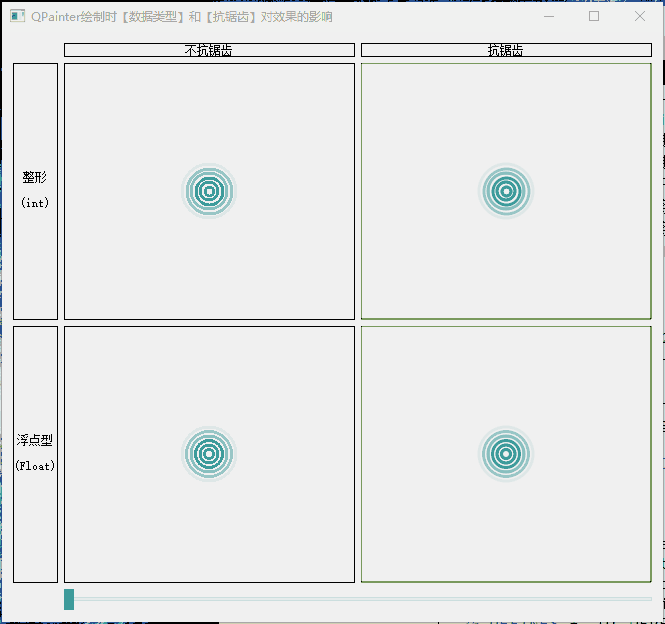 QPainter绘制时【数据类型】和【抗锯齿】对效果的影响
不抗锯齿
抗锯齿
整形
(int)
浮点型
(Float)